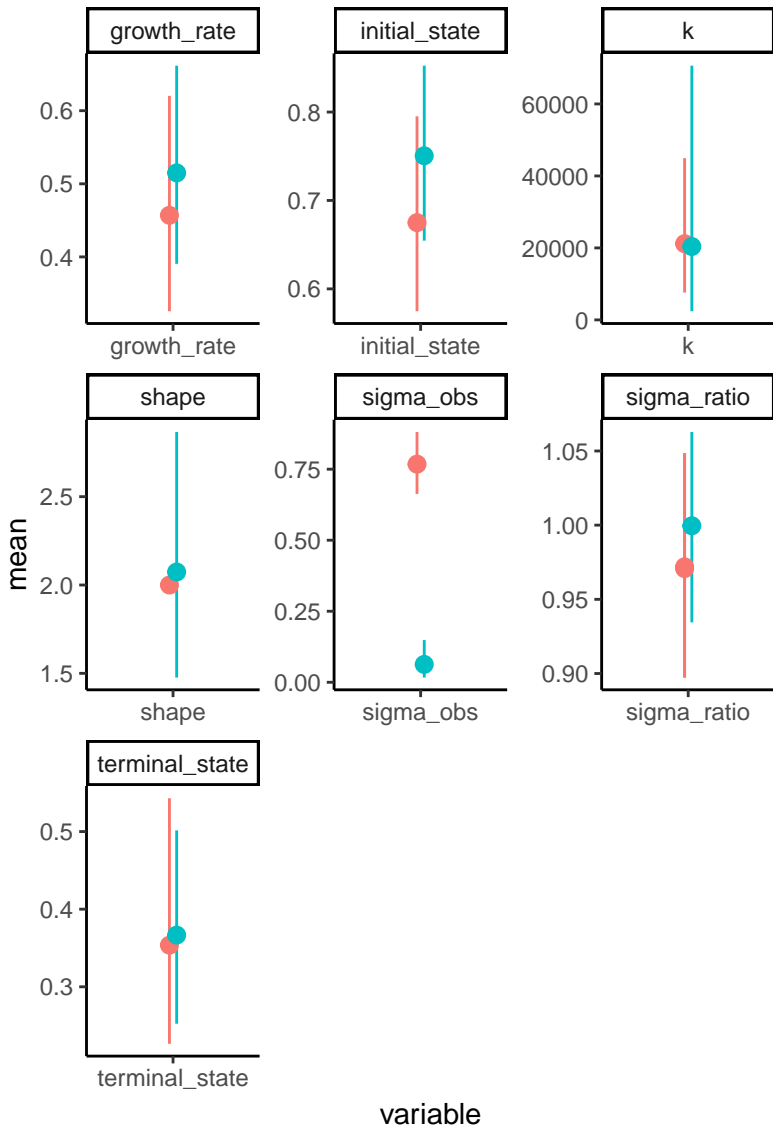 growth_rate
initial_state
k
0.6
0.5
0.4
growth_rate
0.8
0.7
0.6
initial_state
60000
40000
20000
0
k
shape
sigma_obs
sigma_ratio
2.5
2.0
1.5
shape
0.75
0.50
0.25
0.00
sigma_obs
1.05
1.00
0.95
0.90
sigma_ratio
mean
terminal_state
0.5
0.4
0.3
terminal_state
variable